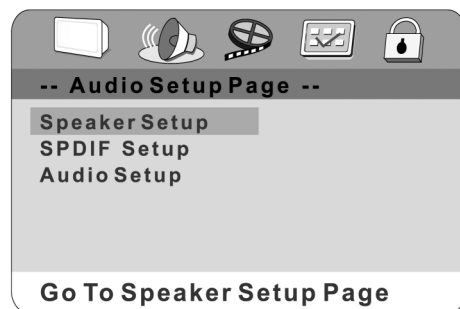 -- Audio Setup Page --
Speaker Setup
SPDIF Setup
Audio Setup
Go To Speaker Setup Page